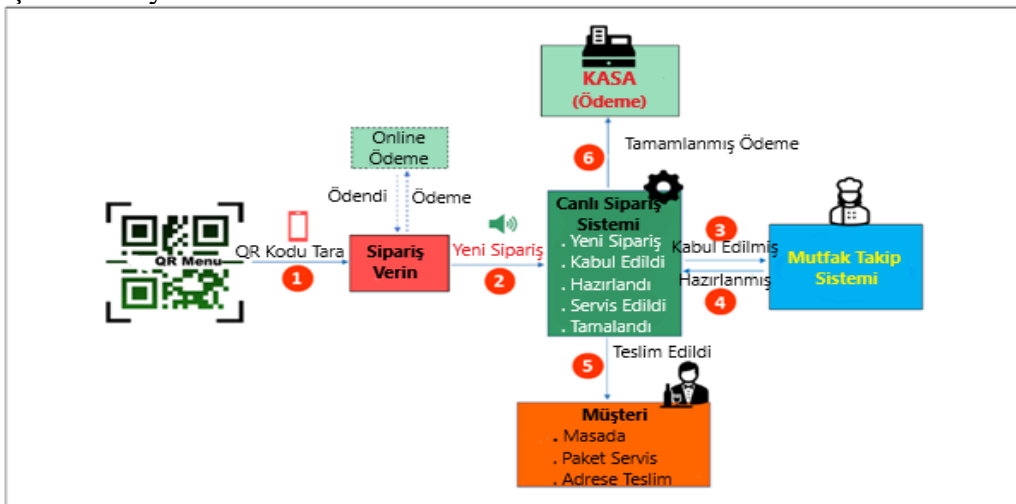 KASA
(Ödeme)
Tamamlanmış Ödeme
6
Online
Ödeme
Ödendi
Ödeme
QR Menu
QR Kodu Tara
1
Sipariş
Verin
Yeni Sipariş
2
Canlı Sipariş
Sistemi
. Yeni Sipariş
. Kabul Edildi
. Hazırlandı
. Servis Edildi
. Tamalandı
3
Kabul Edilmiş
Hazırlanmış
4
Mutfak Takip
Sistemi
Teslim Edildi
5
Müşteri
. Masada
. Paket Servis
. Adrese Teslim